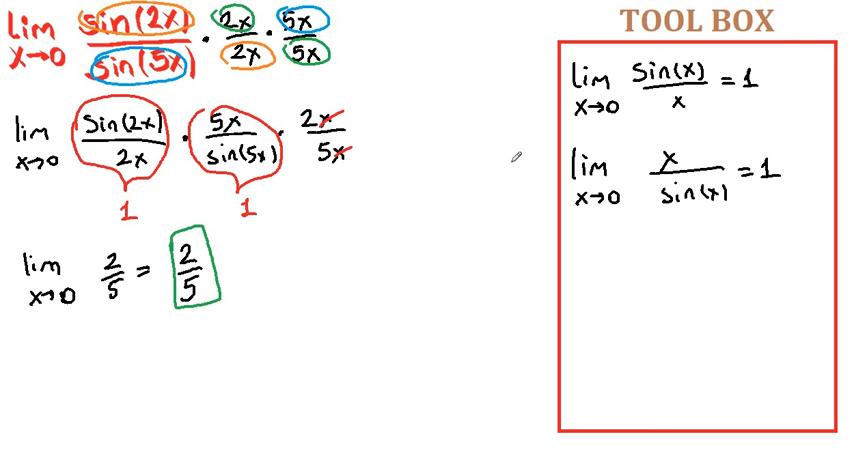 lim x→0 sin(2x)/sin(5x) · 2x/2x · 5x/5x
lim x→0 sin(2x)/2x · 5x/sin(5x) · 2x/5x
1 1
lim x→0 2/5 = 2/5
TOOL BOX
lim x→0 sin(x)/x = 1
lim x→0 x/sin(x) = 1